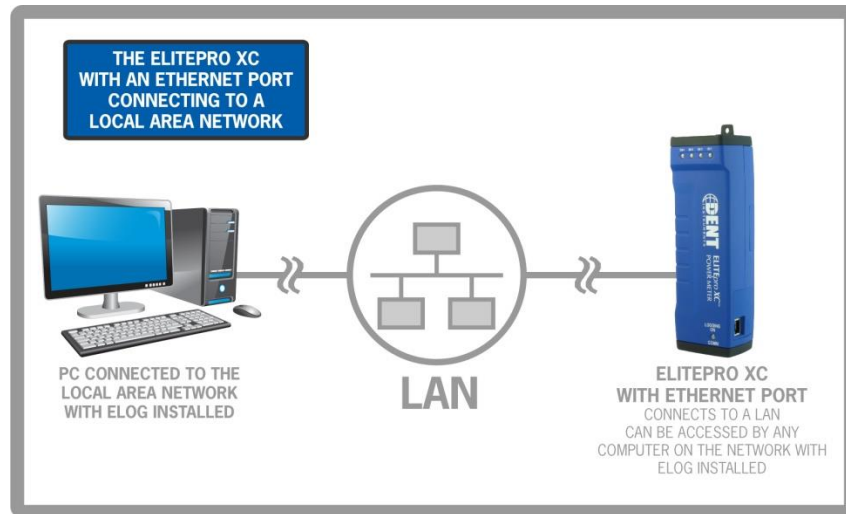 THE ELITEPRO XC
WITH AN ETHERNET PORT
CONNECTING TO A
LOCAL AREA NETWORK
PC CONNECTED TO THE
LOCAL AREA NETWORK
WITH ELOG INSTALLED
LAN
DENT
ELITEpro XC
POWER METER
ELITEPRO XC
WITH ETHERNET PORT
CONNECTS TO A LAN
CAN BE ACCESSED BY ANY
COMPUTER ON THE NETWORK WITH
ELOG INSTALLED